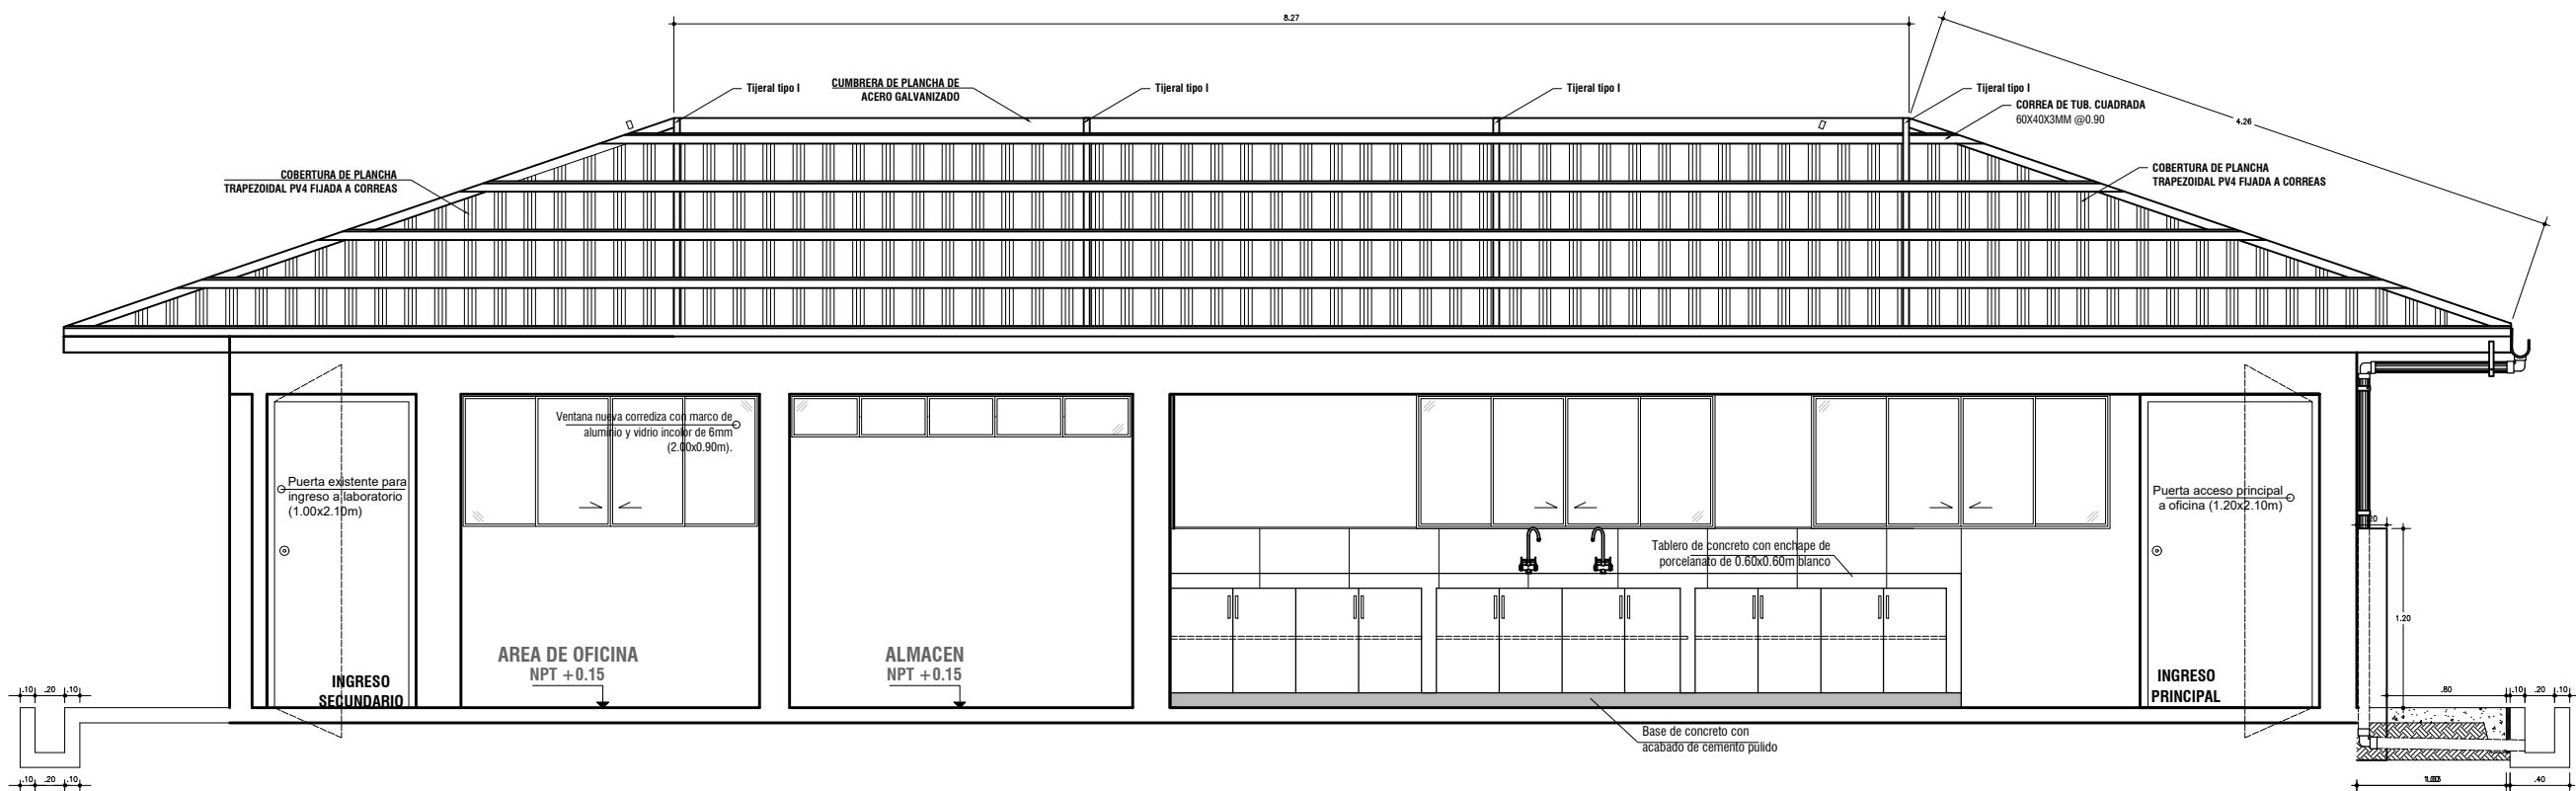 8.27
Tijeral tipo I
CUMBRERA DE PLANCHA DE
ACERO GALVANIZADO
Tijeral tipo I
Tijeral tipo I
Tijeral tipo I
CORREA DE TUB. CUADRADA
60X40X3MM @0.90
4.26
COBERTURA DE PLANCHA
TRAPEZOIDAL PV4 FIJADA A CORREAS
COBERTURA DE PLANCHA
TRAPEZOIDAL PV4 FIJADA A CORREAS
Ventana nueva corrediza con marco de
aluminio y vidrio incolor de 6mm
(2.00x0.90m).
Puerta existente para
ingreso a laboratorio
(1.00x2.10m)
Puerta acceso principal
a oficina (1.20x2.10m)
.20
Tablero de concreto con enchape de
porcelanato de 0.60x0.60m blanco
1.20
AREA DE OFICINA
NPT +0.15
ALMACEN
NPT +0.15
INGRESO
SECUNDARIO
INGRESO
PRINCIPAL
.10 .20 .10
.80 .10 .20 .10
Base de concreto con
acabado de cemento pulido
.10 .20 .10
.40